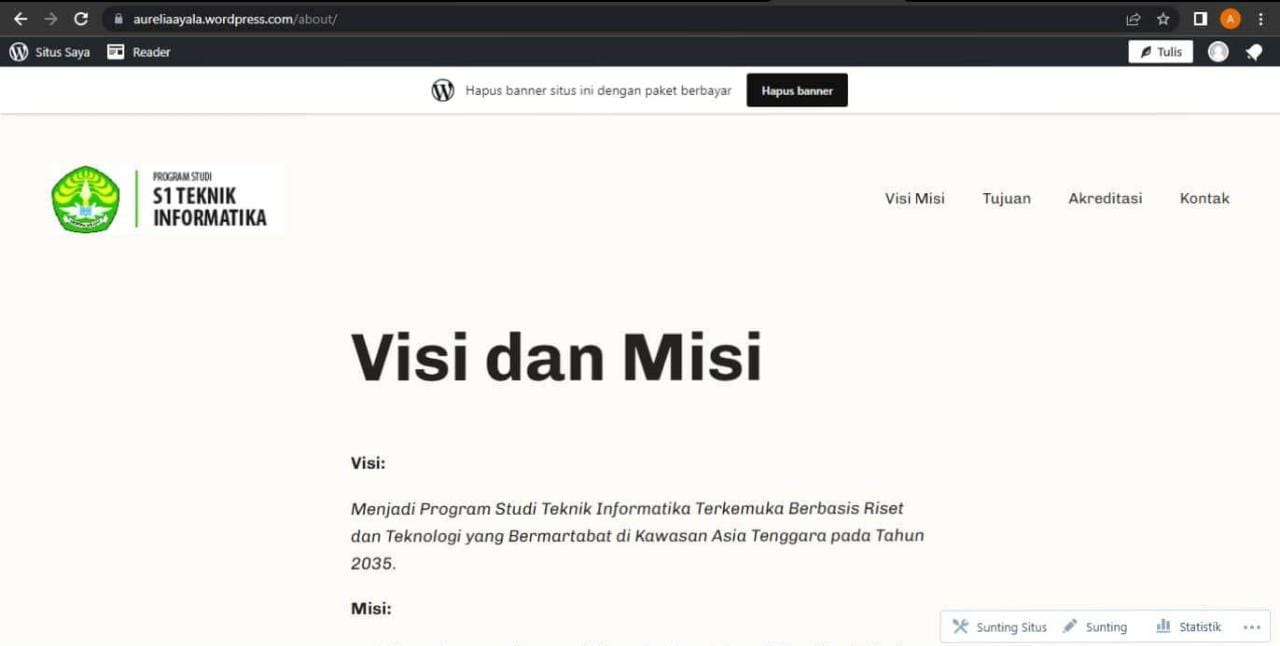 aureliaayala.wordpress.com/about/
A
Situs Saya Reader Tulis
Hapus banner situs ini dengan paket berbayar Hapus banner
PROGRAM STUDI
S1 TEKNIK
INFORMATIKA
Visi Misi Tujuan Akreditasi Kontak
Visi dan Misi
Visi:
Menjadi Program Studi Teknik Informatika Terkemuka Berbasis Riset
dan Teknologi yang Bermartabat di Kawasan Asia Tenggara pada Tahun
2035.
Misi:
Sunting Situs Sunting Statistik